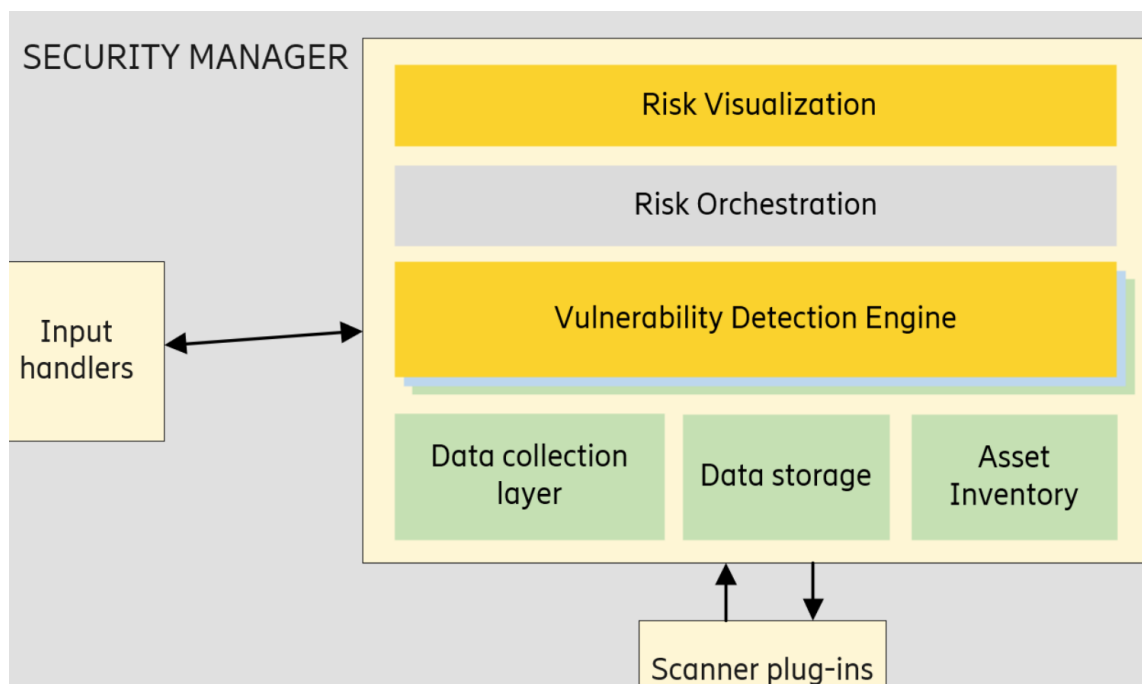 SECURITY MANAGER
Risk Visualization
Risk Orchestration
Vulnerability Detection Engine
Input
handlers
Data collection
layer
Data storage
Asset
Inventory
Scanner plug-ins